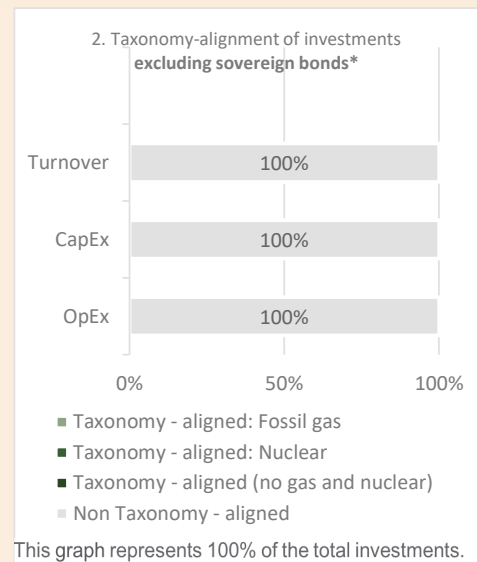 2. Taxonomy-alignment of investments
excluding sovereign bonds*
Turnover
100%
CapEx
100%
OpEx
100%
0%
50%
100%
Taxonomy - aligned: Fossil gas
Taxonomy - aligned: Nuclear
Taxonomy - aligned (no gas and nuclear)
Non Taxonomy - aligned
This graph represents 100% of the total investments.